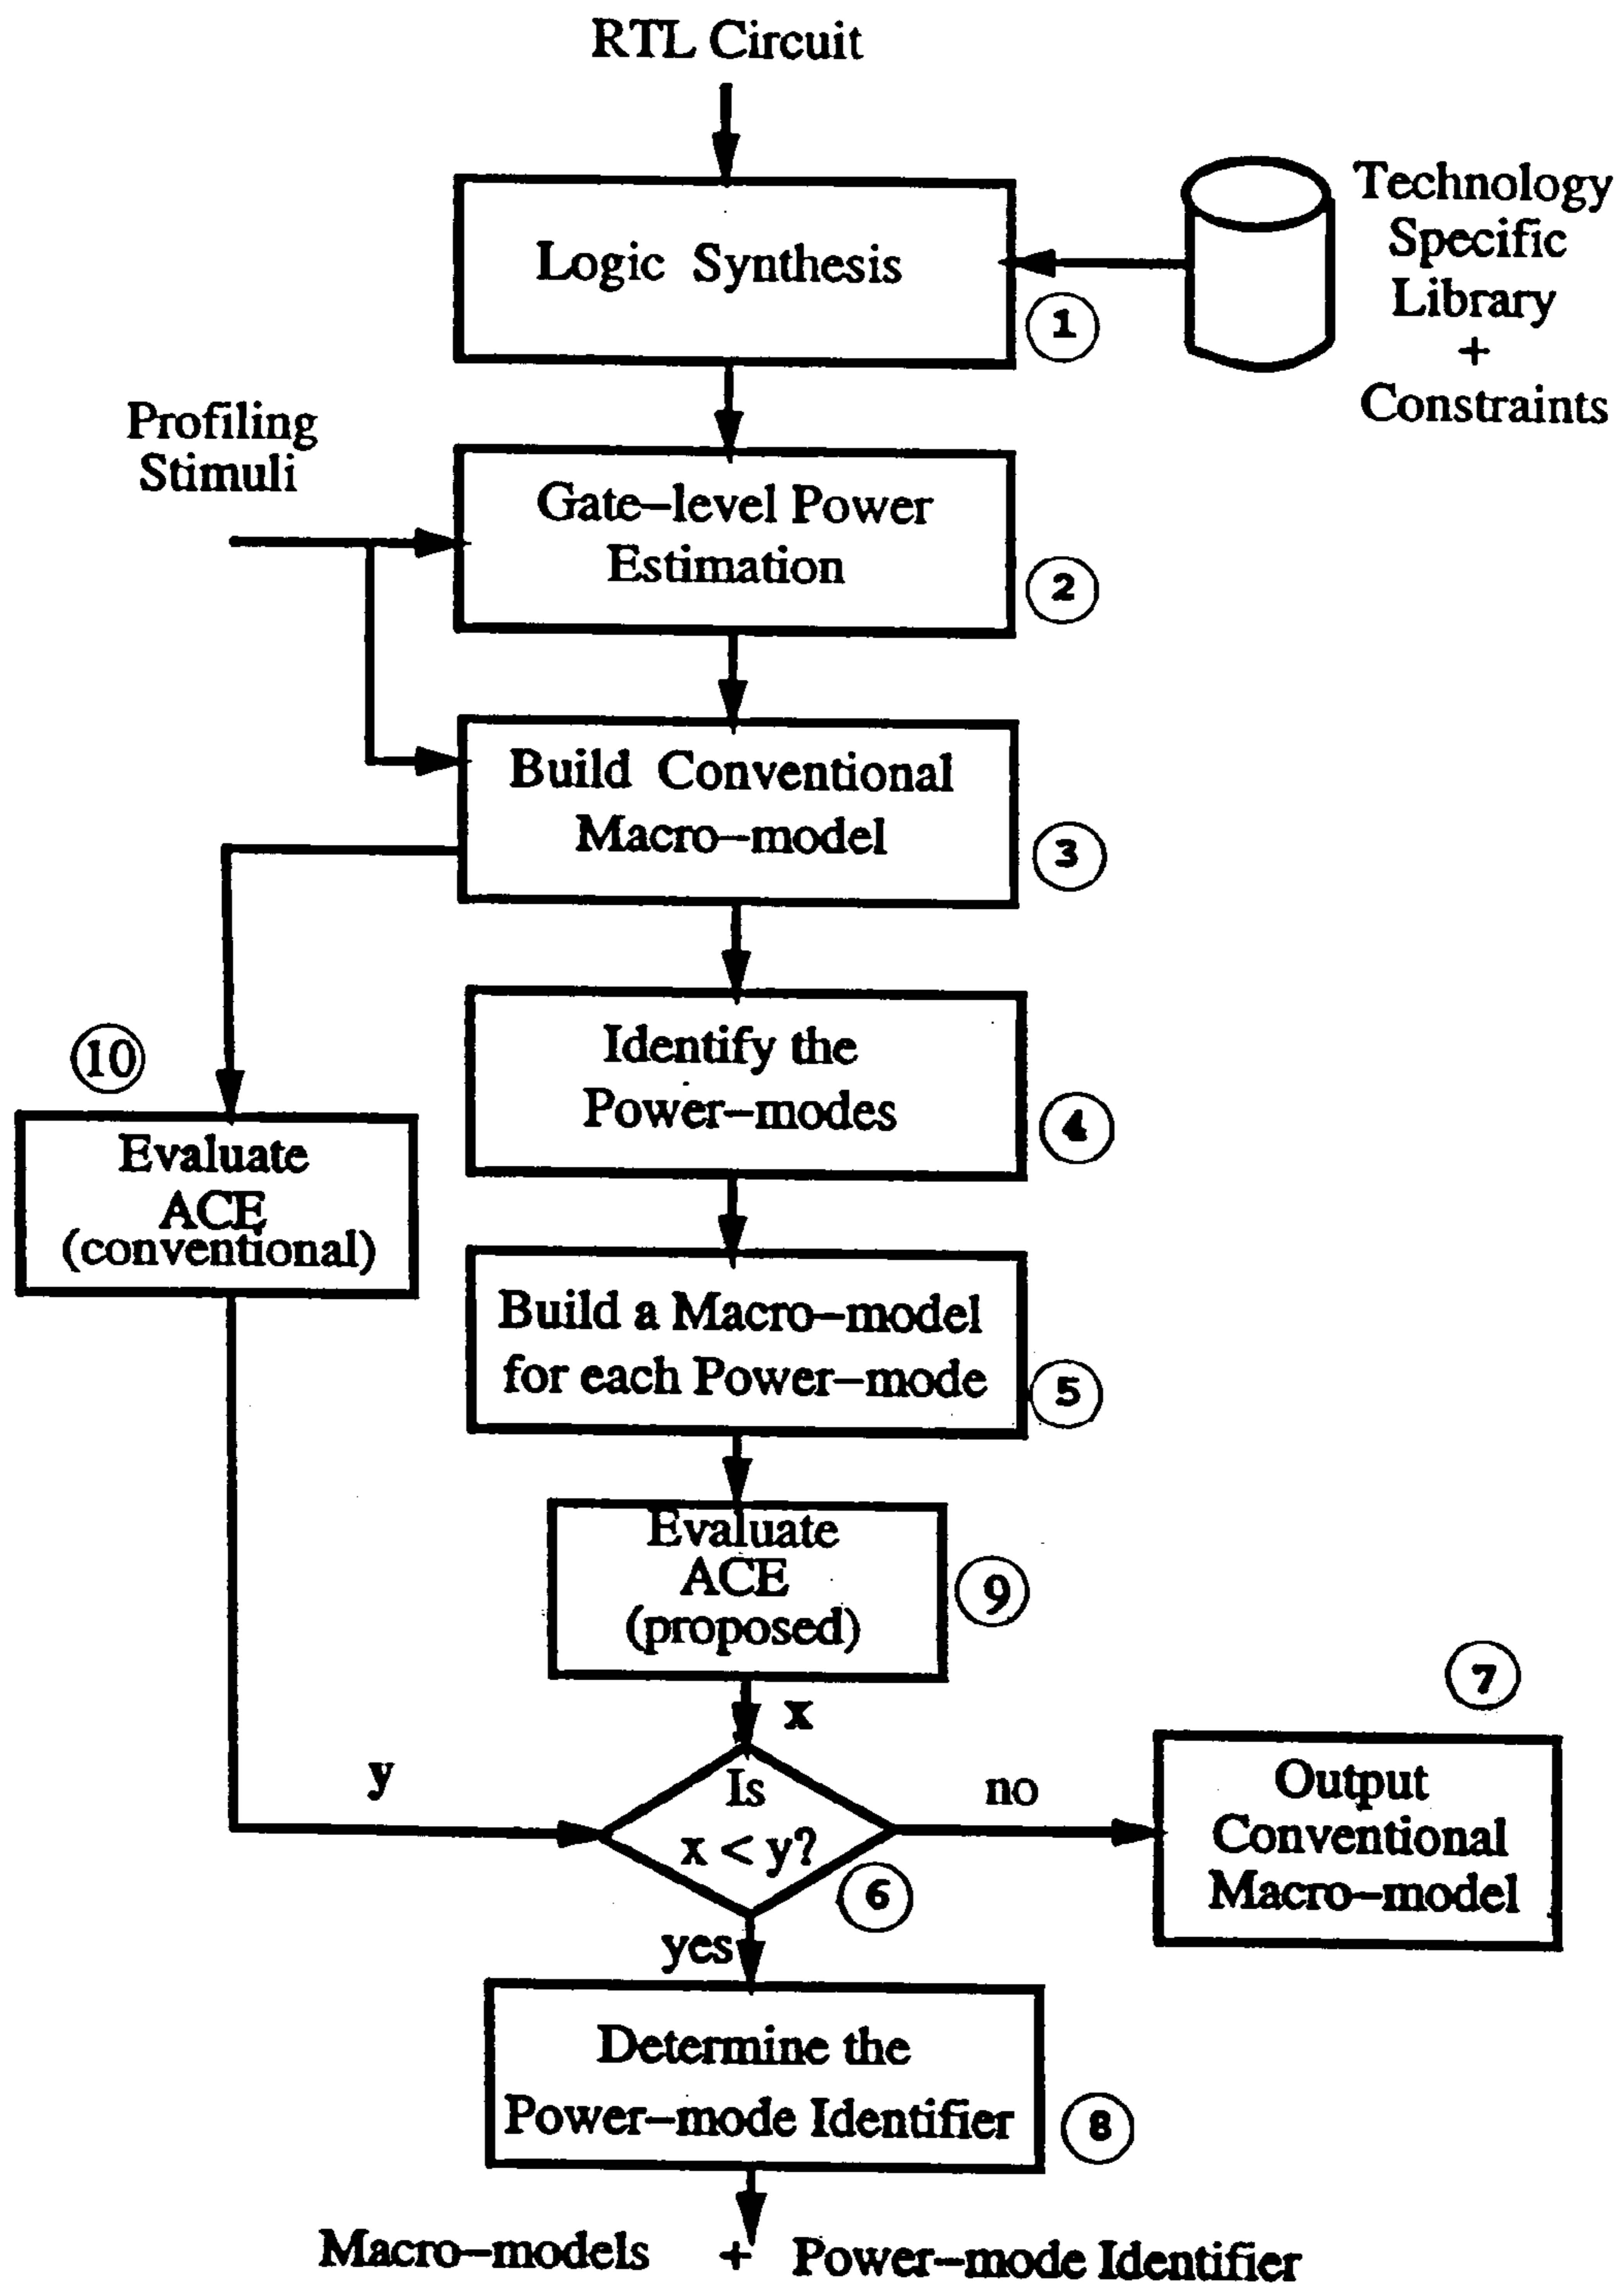 RTL Circuit
Logic Synthesis
1
Technology
Specific
Library
+
Constraints
Profiling
Stimuli
Gate-level Power
Estimation
2
Build Conventional
Macro-model
3
Identify the
Power-modes
4
10
Evaluate
ACE
(conventional)
Build a Macro-model
for each Power-mode
5
Evaluate
ACE
(proposed)
9
x
y
Is
x < y?
6
no
7
Output
Conventional
Macro-model
yes
Determine the
Power-mode Identifier
8
Macro-models + Power-mode Identifier